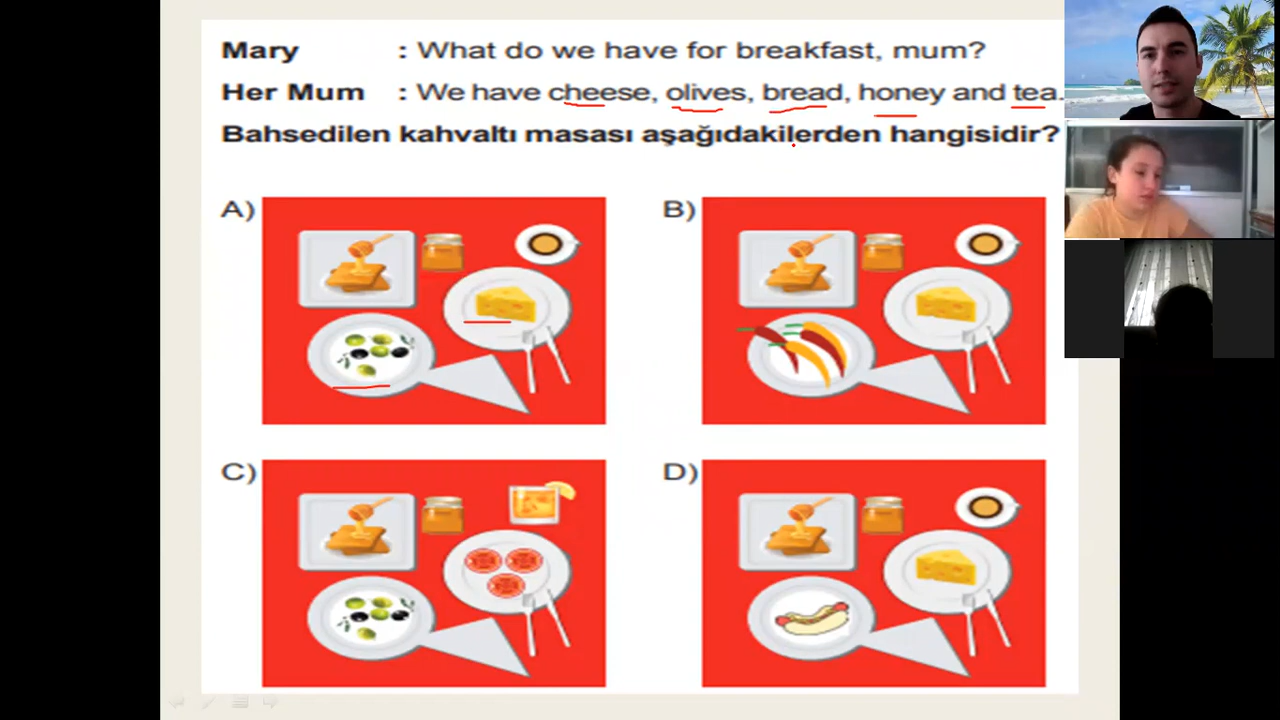 Mary : What do we have for breakfast, mum?
Her Mum : We have cheese, olives, bread, honey and tea.
Bahsedilen kahvaltı masası aşağıdakilerden hangisidir?
A)
B)
C)
D)